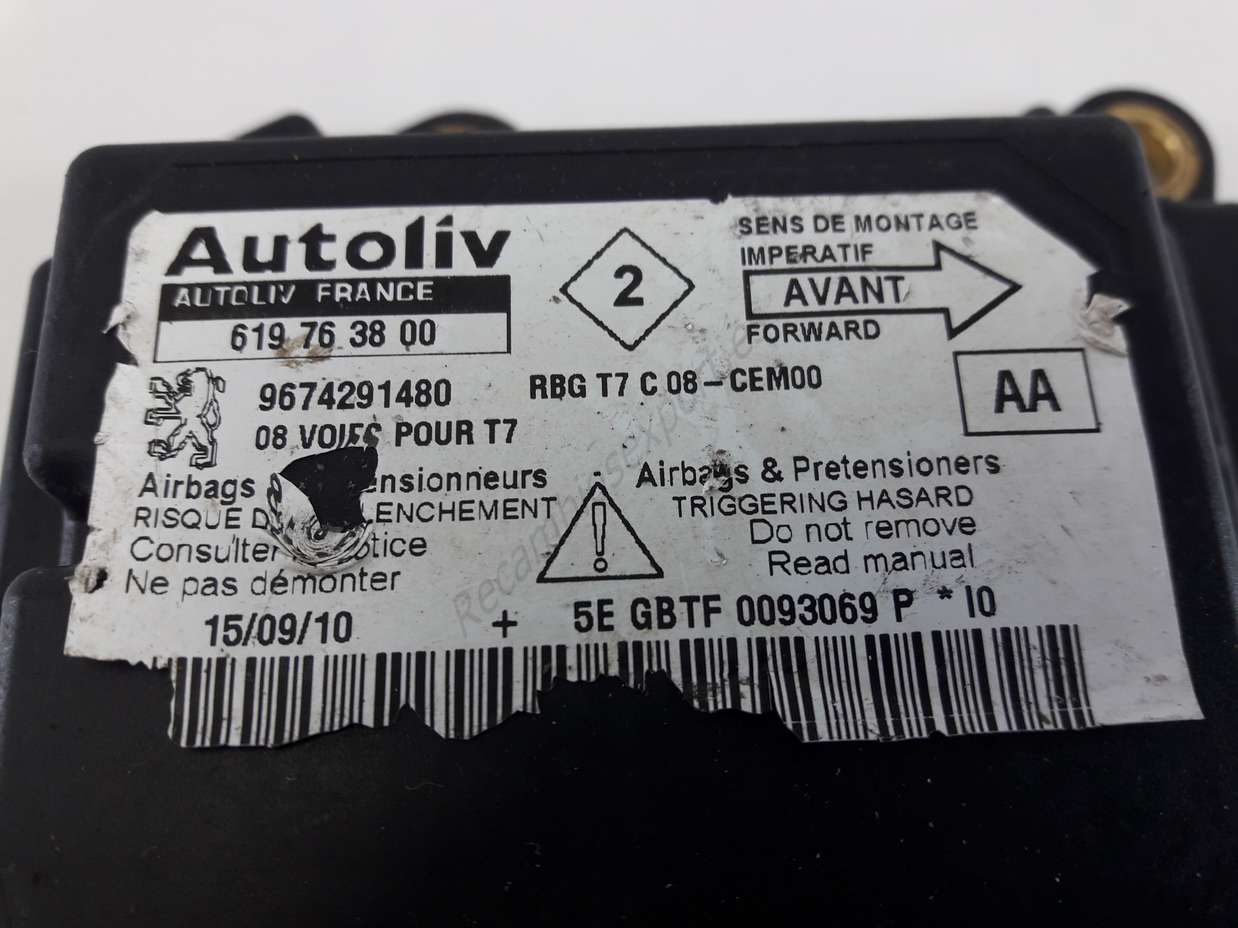 Autoliv
AUTOLIV FRANCE
619 76 38 00
2
SENS DE MONTAGE
IMPERATIF
AVANT
FORWARD
9674291480
RBG T7 C 08-CEM00
AA
08 VOIES POUR T7
Airbags
ensionneurs
RISQUE D
ENCHEMENT
Consulter
otice
Ne pas démonter
!
Airbags & Pretensioners
TRIGGERING HASARD
Do not remove
Read manual
15/09/10 + 5E GBTF 0093069 P * I0